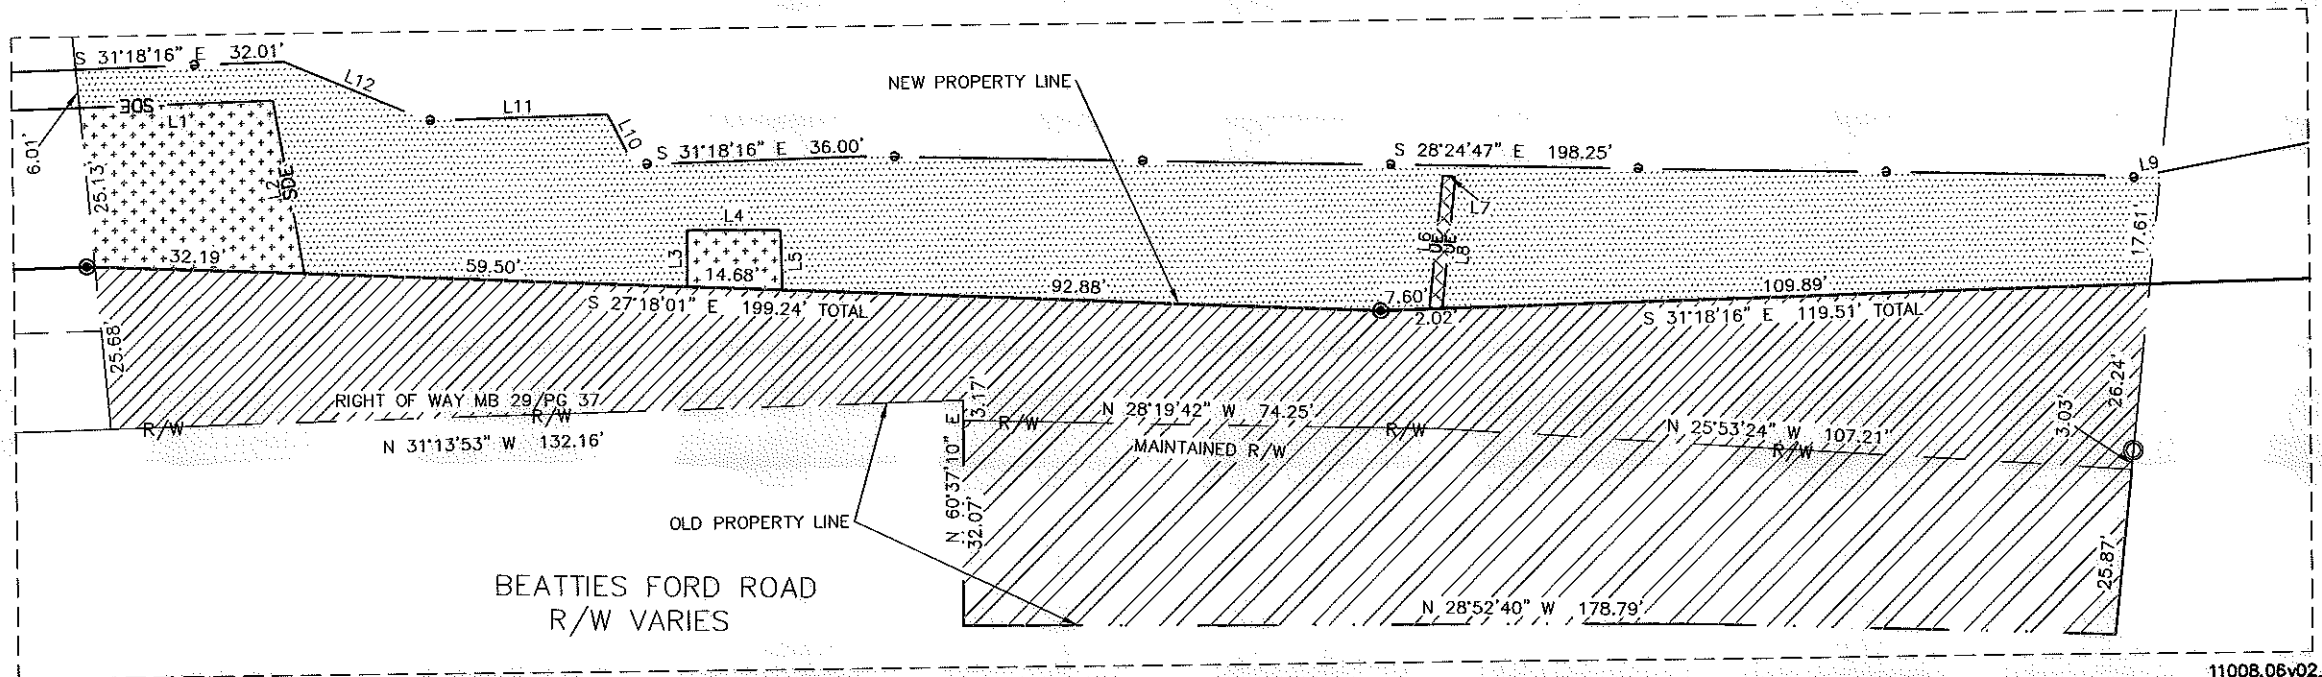 S 31°18'16" E 32.01'
L12
NEW PROPERTY LINE
SDE
L1
L11
L10
6.01'
25.13'
L2
SDE
S 31°18'16" E 36.00'
S 28°24'47" E 198.25'
L9
L7
L4
L3
L5
14.68'
L6
UE
UE
L8
17.61'
32.19'
59.50'
92.88'
7.60'
2.02'
109.89'
S 27°18'01" E 199.24' TOTAL
S 31°18'16" E 119.51' TOTAL
25.68'
26.24'
3.03'
RIGHT OF WAY MB 29/PG 37
R/W
R/W
N 31°13'53" W 132.16'
13.17'
N 60°37'10" E
32.07'
R/W
N 28°19'42" W 74.25'
R/W
MAINTAINED R/W
N 25°53'24" W 107.21"
R/W
OLD PROPERTY LINE
25.87'
BEATTIES FORD ROAD
R/W VARIES
N 28°52'40" W 178.79'
11008.06v02